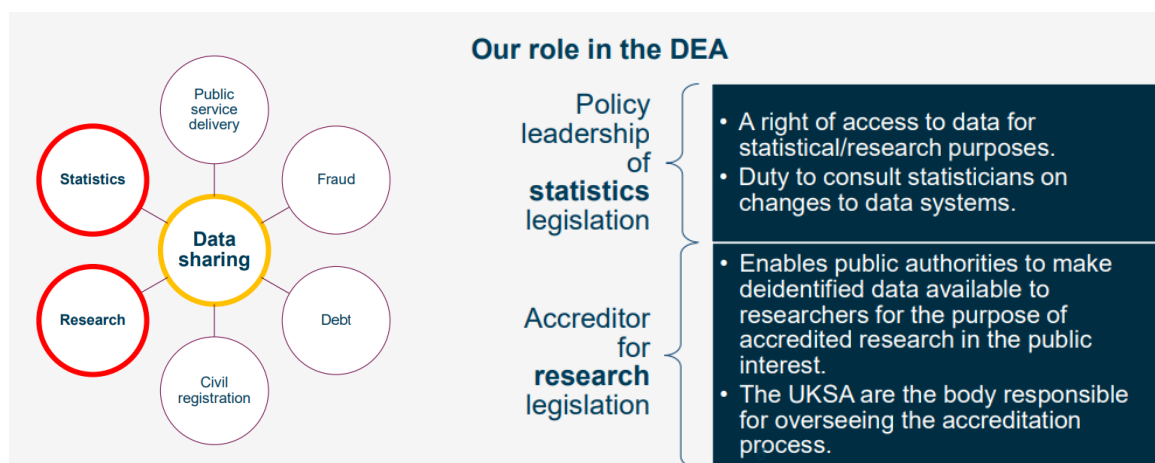 Our role in the DEA
Public
service
delivery
Statistics
Fraud
Data
sharing
Research
Debt
Civil
registration
Policy
leadership
of
statistics
legislation
• A right of access to data for
statistical/research purposes.
• Duty to consult statisticians on
changes to data systems.
Accreditor
for
research
legislation
• Enables public authorities to make
deidentified data available to
researchers for the purpose of
accredited research in the public
interest.
• The UKSA are the body responsible
for overseeing the accreditation
process.